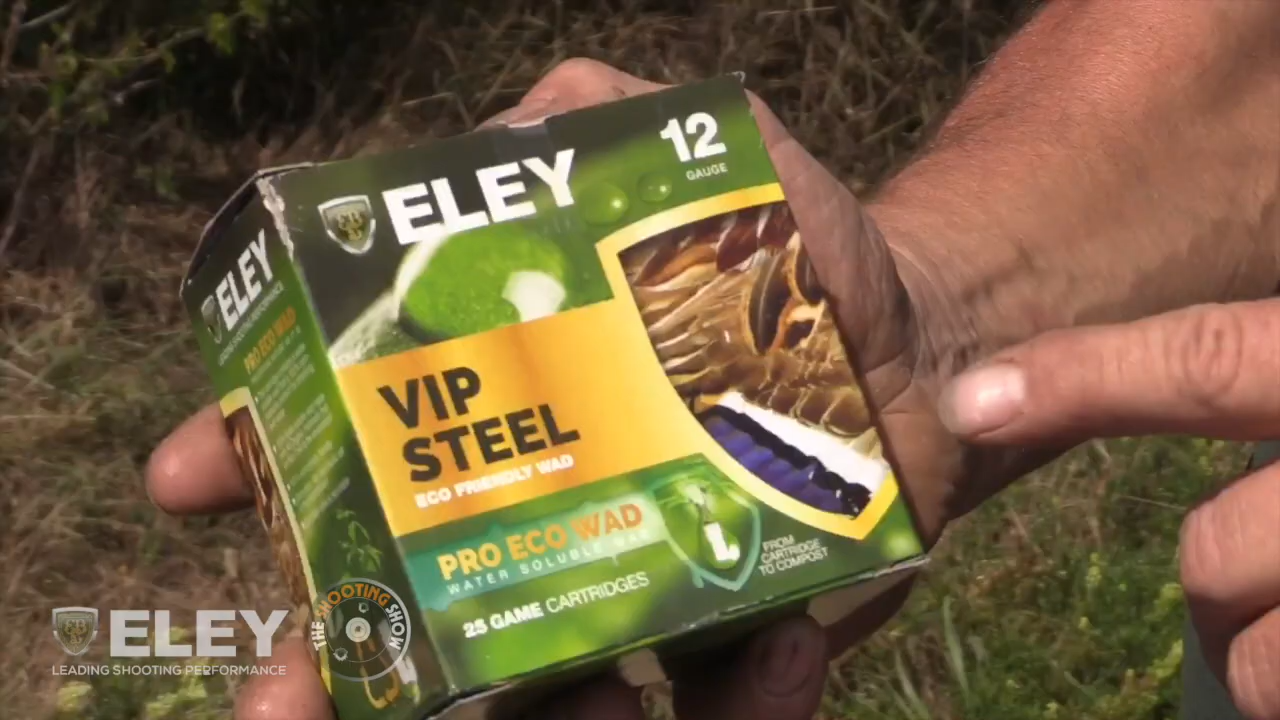 ELEY
12
GAUGE
VIP
STEEL
ECO FRIENDLY WAD
PRO ECO WAD
WATER SOLUBLE WAD
FROM
CARTRIDGE
TO COMPOST
25 GAME CARTRIDGES
ELEY
PRO ECO WAD
ELEY
LEADING SHOOTING PERFORMANCE
THE SHOOTING SHOW